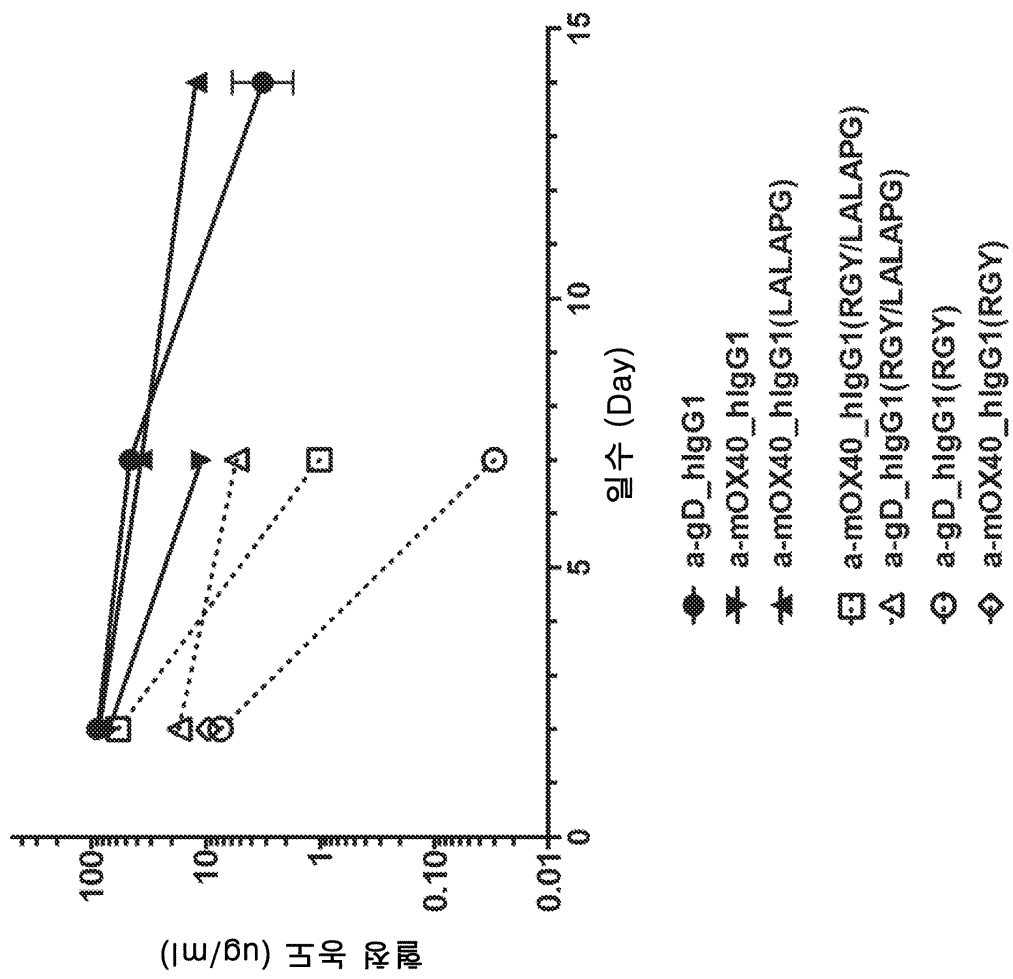 혈청 농도 (ug/ml)
100
10
1
0.10
0.01
0
5
10
15
일수 (Day)
a-gD_hIgG1
a-mOX40_hIgG1
a-mOX40_hIgG1(LALAPG)
a-mOX40_hIgG1(RGY/LALAPG)
a-gD_hIgG1(RGY/LALAPG)
a-gD_hIgG1(RGY)
a-mOX40_hIgG1(RGY)